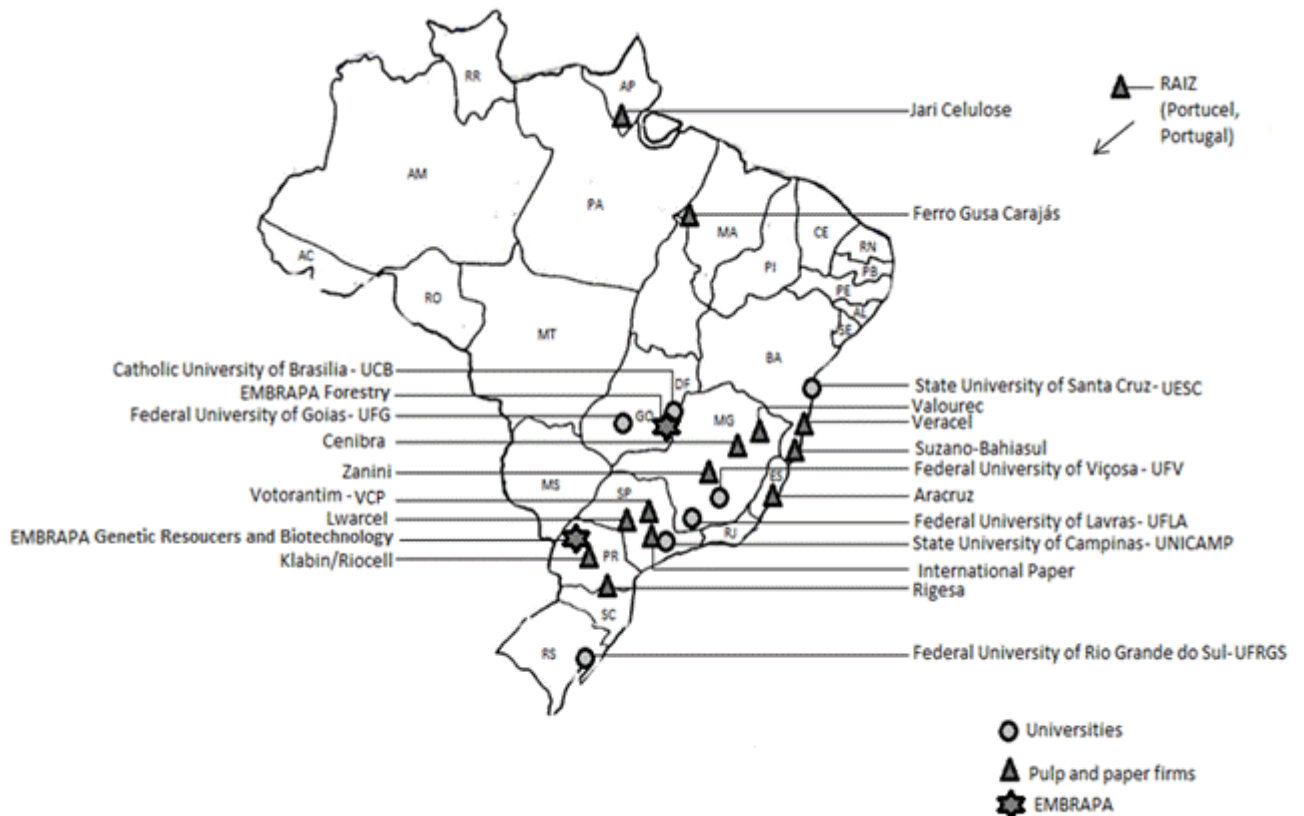 RR
AP
RAIZ
(Portucel,
Portugal)
Jari Celulose
AM
PA
Ferro Gusa Carajás
MA
CE
RN
PB
PI
PE
AL
SE
AC
RO
MT
BA
Catholic University of Brasilia - UCB
EMBRAPA Forestry
Federal University of Goias - UFG
Cenibra
Zanini
Votorantim - VCP
Lwarcel
EMBRAPA Genetic Resoucers and Biotechnology
Klabin/Riocell
DF
GO
MG
MS
SP
ES
RJ
PR
SC
RS
State University of Santa Cruz- UESC
Valourec
Veracel
Suzano-Bahiasul
Federal University of Viçosa - UFV
Aracruz
Federal University of Lavras - UFLA
State University of Campinas- UNICAMP
International Paper
Rigesa
Federal University of Rio Grande do Sul-UFRGS
Universities
Pulp and paper firms
EMBRAPA